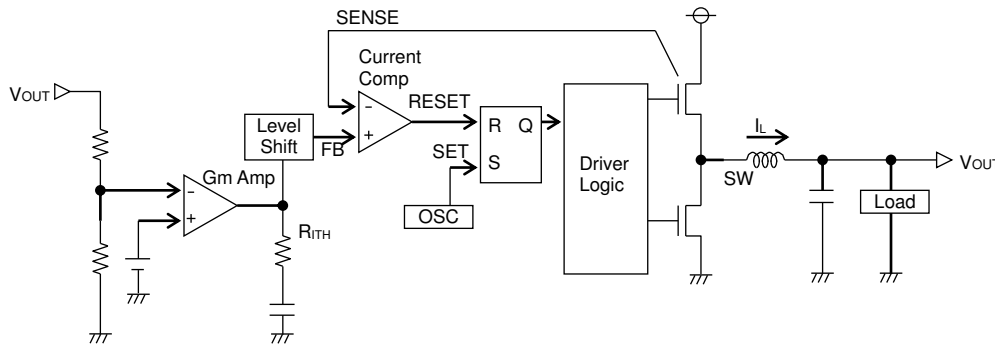 SENSE
Current
Comp
VOUT
RESET
Level
Shift
FB
R Q
S
SET
OSC
Driver
Logic
IL
SW
VOUT
Load
Gm Amp
RITH
-
+
-
+